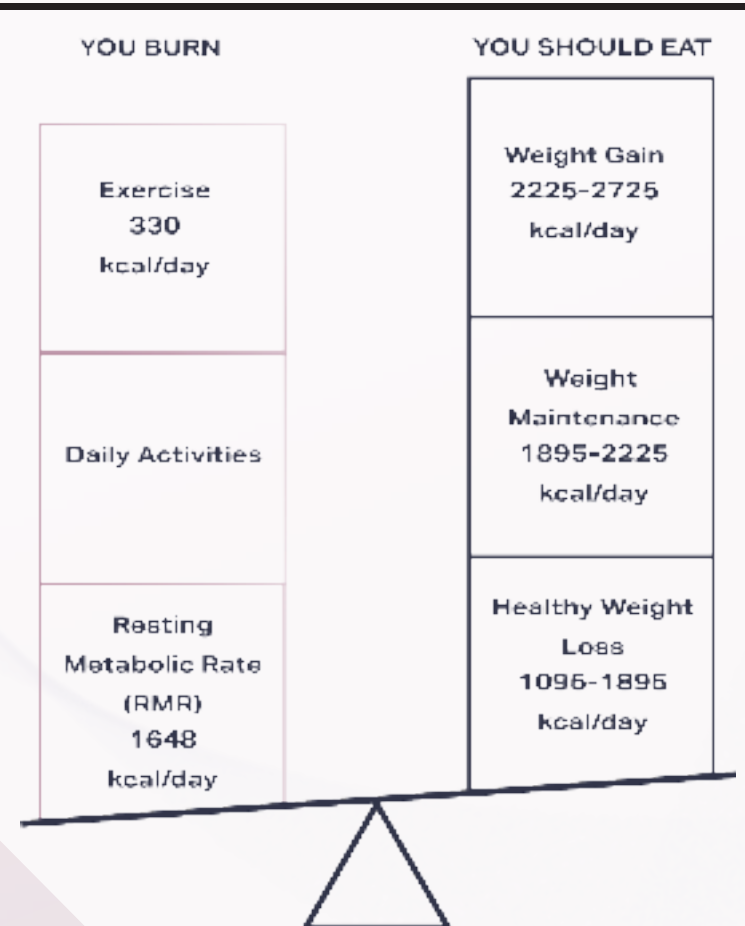 YOU BURN
Exercise
330
kcal/day
Daily Activities
Resting
Metabolic Rate
(RMR)
1648
kcal/day
YOU SHOULD EAT
Weight Gain
2225-2725
kcal/day
Weight
Maintenance
1895-2225
kcal/day
Healthy Weight
Loss
1095-1895
kcal/day